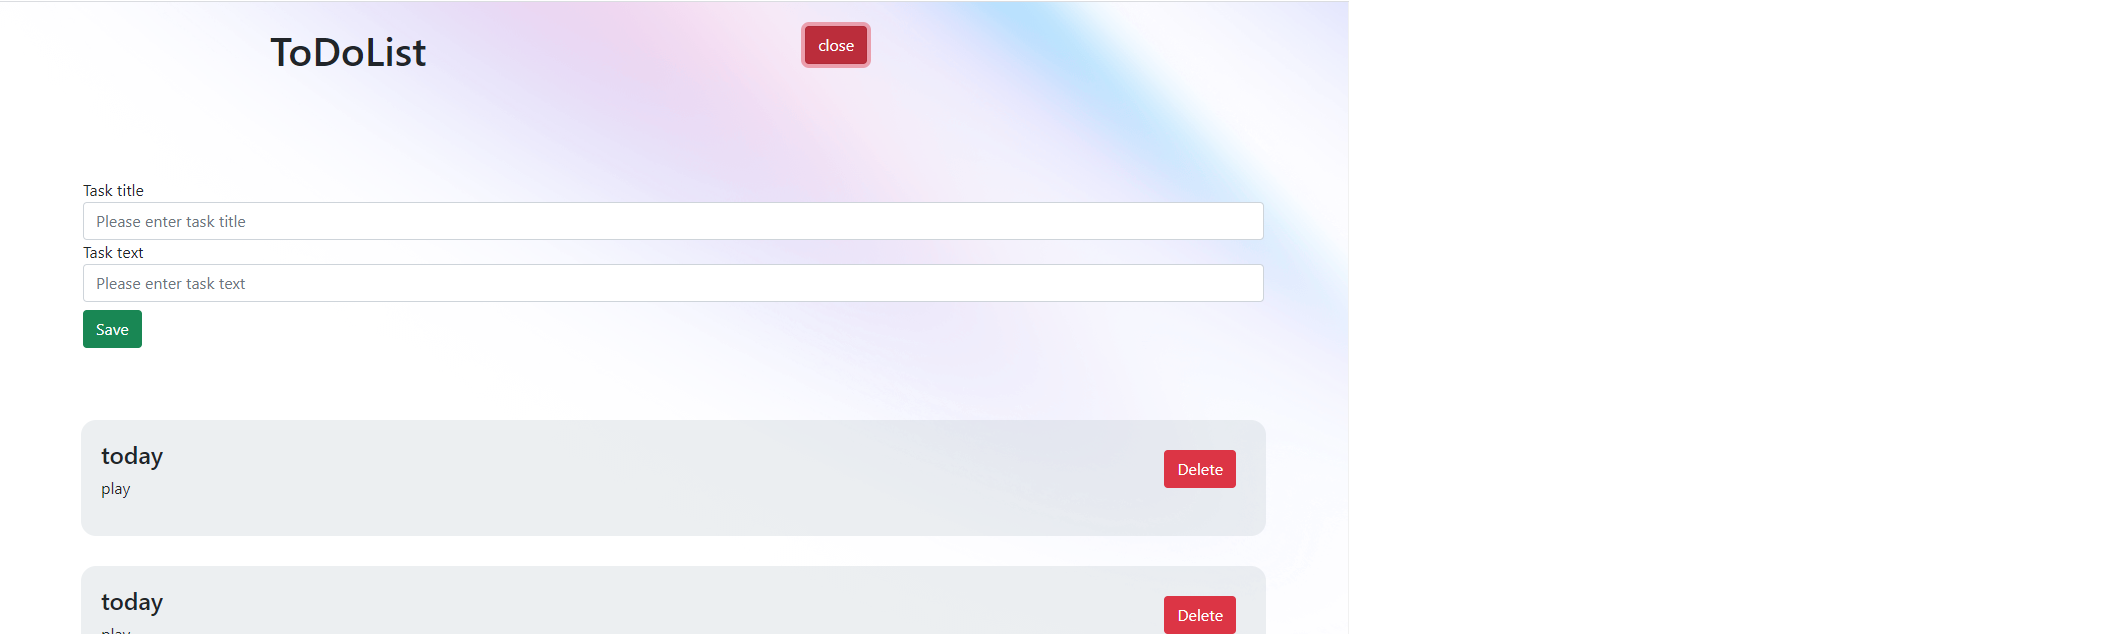 ToDoList
close
Task title
Please enter task title
Task text
Please enter task text
Save
today
Delete
play
today
Delete
play